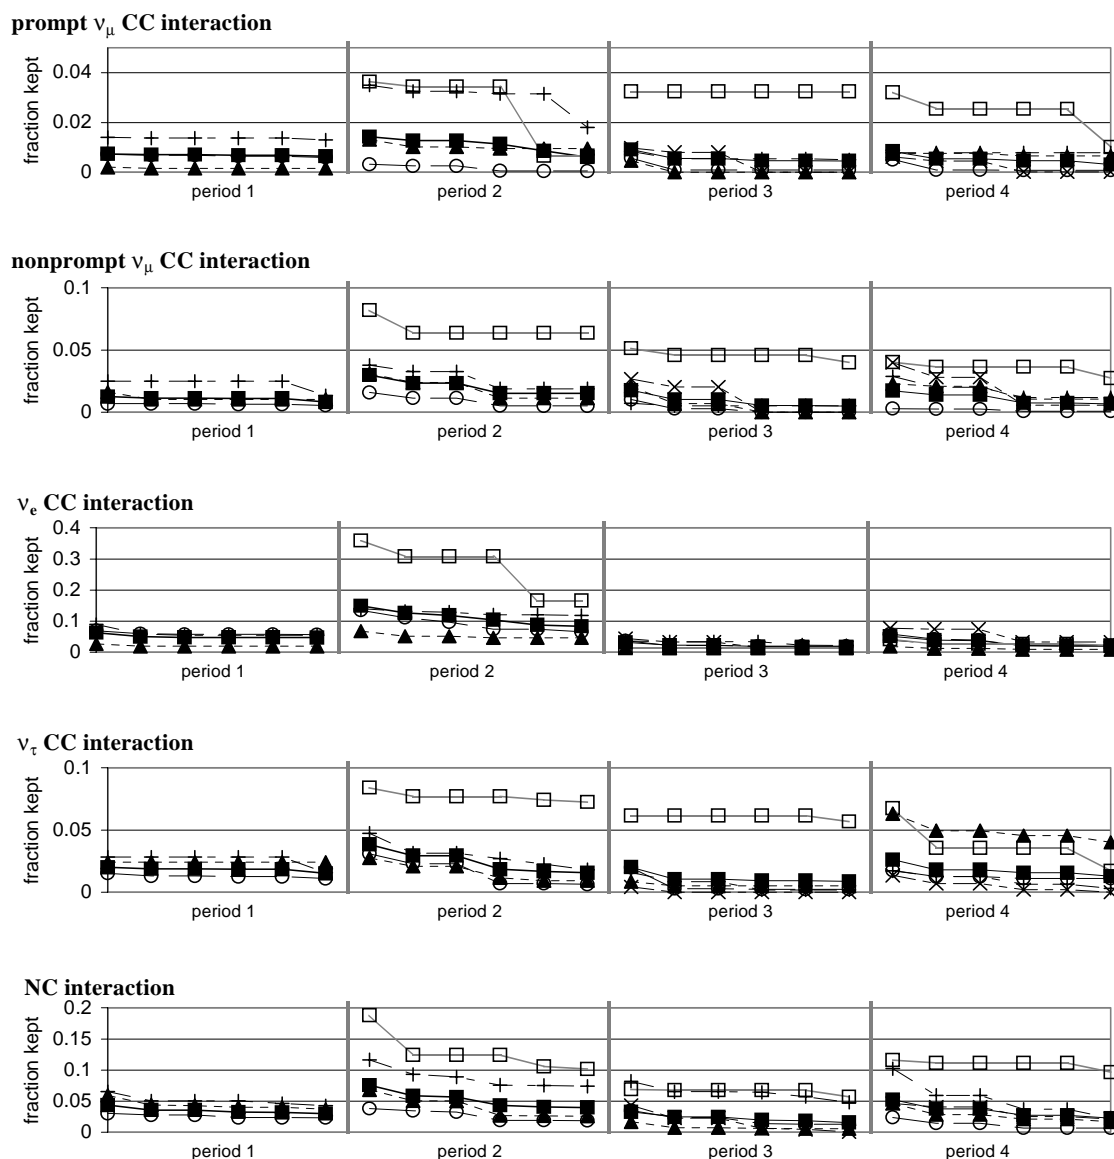 prompt νμ CC interaction
fraction kept
0.04
0.02
0
period 1 period 2 period 3 period 4
nonprompt νμ CC interaction
fraction kept
0.1
0.05
0
period 1 period 2 period 3 period 4
νe CC interaction
fraction kept
0.4
0.3
0.2
0.1
0
period 1 period 2 period 3 period 4
ντ CC interaction
fraction kept
0.1
0.05
0
period 1 period 2 period 3 period 4
NC interaction
fraction kept
0.2
0.15
0.1
0.05
0
period 1 period 2 period 3 period 4